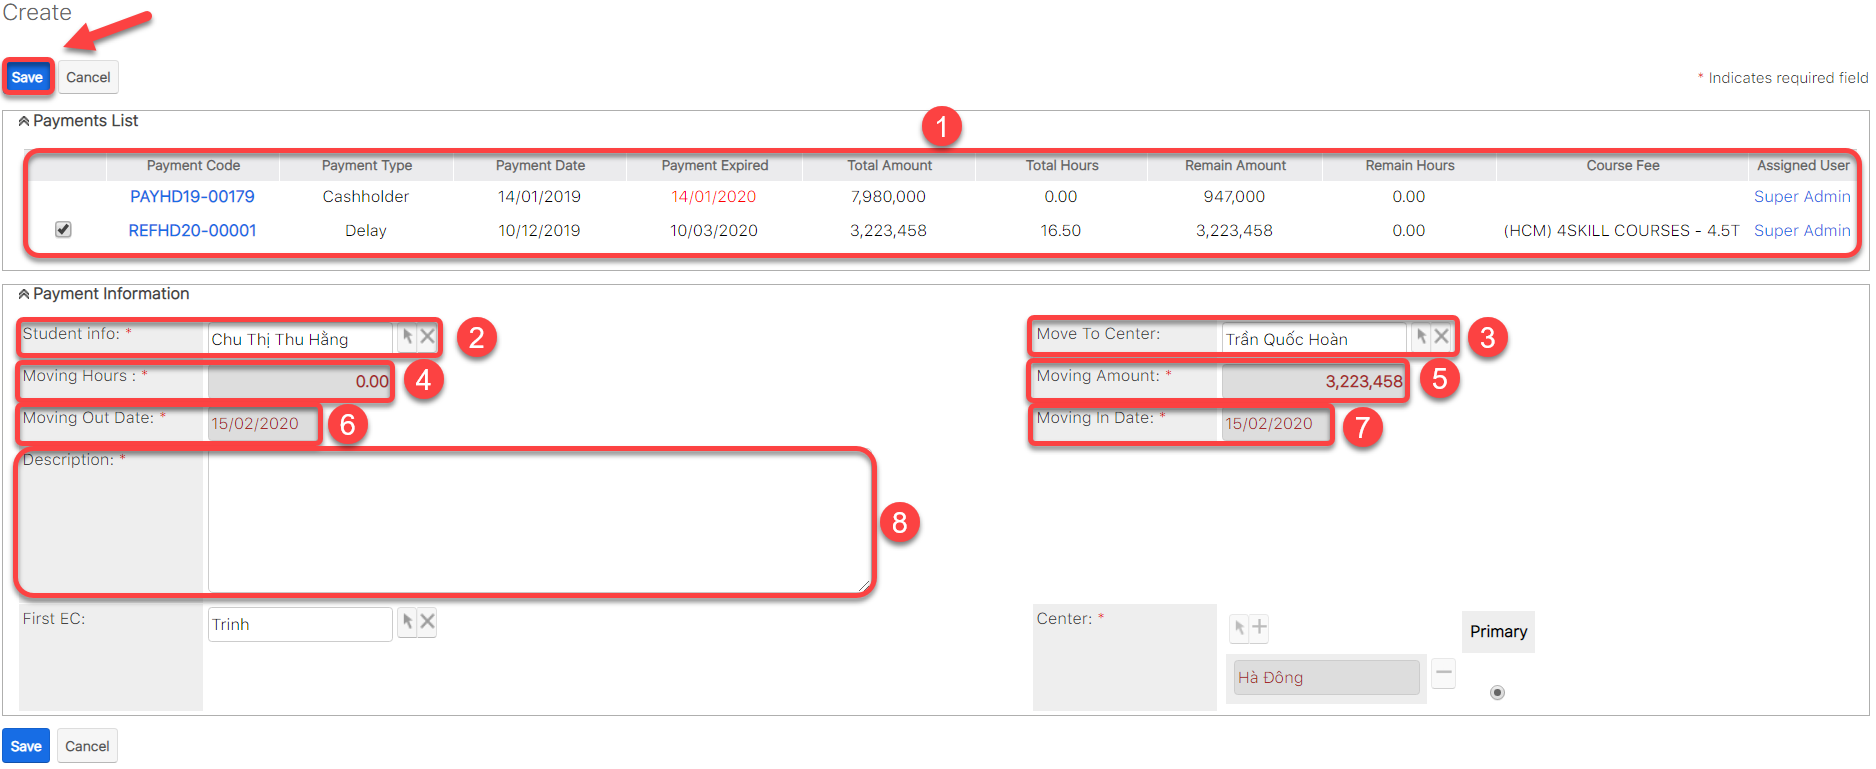 Create
Save Cancel
* Indicates required field
Payments List
1
Payment Code Payment Type Payment Date Payment Expired Total Amount Total Hours Remain Amount Remain Hours Course Fee Assigned User
PAYHD19-00179 Cashholder 14/01/2019 14/01/2020 7,980,000 0.00 947,000 0.00 Super Admin
REFHD20-00001 Delay 10/12/2019 10/03/2020 3,223,458 16.50 3,223,458 0.00 (HCM) 4SKILL COURSES - 4.5T Super Admin
Payment Information
Student info: * Chu Thị Thu Hằng 2 Move To Center: Trần Quốc Hoàn 3
Moving Hours : * 0.00 4 Moving Amount: * 3,223,458 5
Moving Out Date: * 15/02/2020 6 Moving In Date: * 15/02/2020 7
Description: *
8
First EC: Trinh Center: * Primary
Hà Đông
Save Cancel